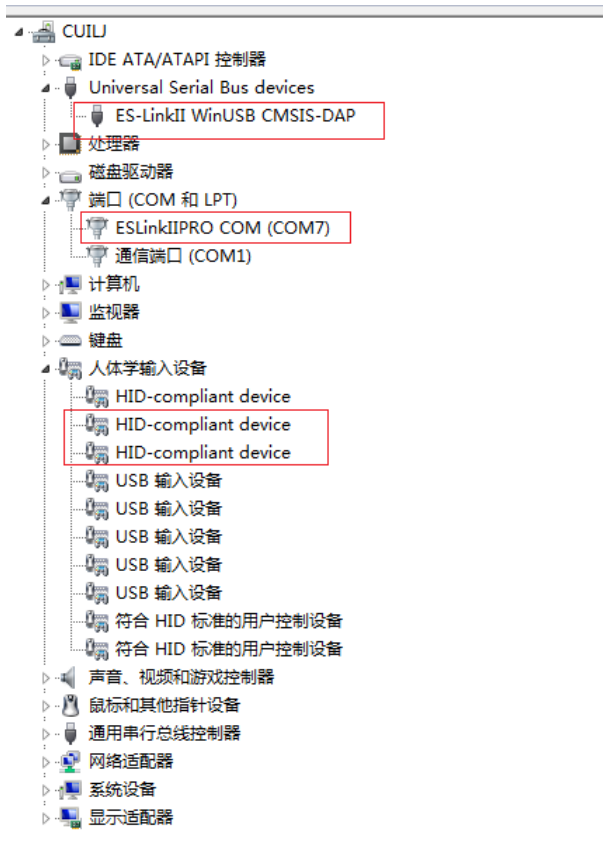 CUILJ
IDE ATA/ATAPI 控制器
Universal Serial Bus devices
ES-LinkII WinUSB CMSIS-DAP
处理器
磁盘驱动器
端口 (COM 和 LPT)
ESLinkIIPRO COM (COM7)
通信端口 (COM1)
计算机
监视器
键盘
人体学输入设备
HID-compliant device
HID-compliant device
HID-compliant device
USB 输入设备
USB 输入设备
USB 输入设备
USB 输入设备
USB 输入设备
符合 HID 标准的用户控制设备
符合 HID 标准的用户控制设备
声音、视频和游戏控制器
鼠标和其他指针设备
通用串行总线控制器
网络适配器
系统设备
显示适配器